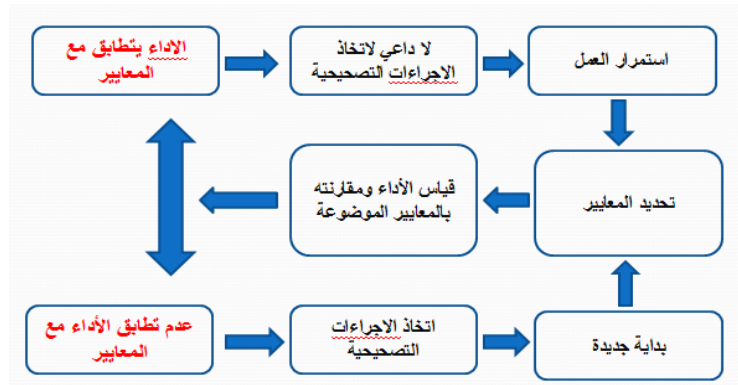 استمرار العمل
لا داعي لاتخاذ
الاجراءات التصحيحية
الاداء يتطابق مع
المعايير
تحديد المعايير
قياس الأداء ومقارنته
بالمعايير الموضوعة
بداية جديدة
اتخاذ الاجراءات
التصحيحية
عدم تطابق الأداء مع
المعايير